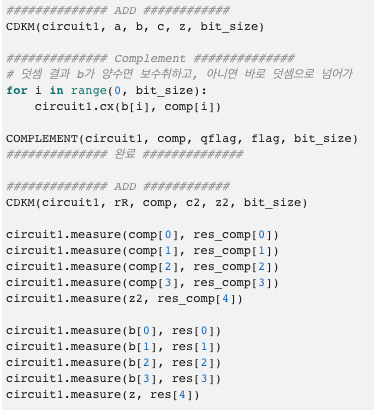 ############## ADD ############
CDKM(circuit1, a, b, c, z, bit_size)
############## Complement ##############
# 덧셈 결과 b가 양수면 보수취하고, 아니면 바로 덧셈으로 넘어가
for i in range(0, bit_size):
    circuit1.cx(b[i], comp[i])
COMPLEMENT(circuit1, comp, qflag, flag, bit_size)
############## 완료 ##############
############## ADD ############
CDKM(circuit1, rR, comp, c2, z2, bit_size)
circuit1.measure(comp[0], res_comp[0])
circuit1.measure(comp[1], res_comp[1])
circuit1.measure(comp[2], res_comp[2])
circuit1.measure(comp[3], res_comp[3])
circuit1.measure(z2, res_comp[4])
circuit1.measure(b[0], res[0])
circuit1.measure(b[1], res[1])
circuit1.measure(b[2], res[2])
circuit1.measure(b[3], res[3])
circuit1.measure(z, res[4])